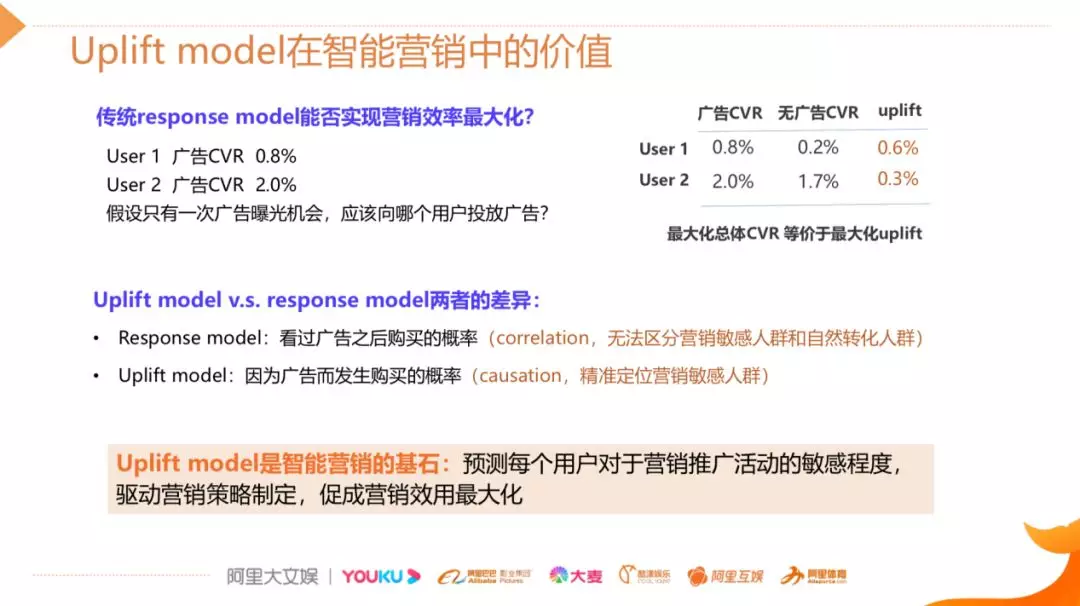 Uplift model在智能营销中的价值
传统response model能否实现营销效率最大化?
User 1 广告CVR 0.8%
User 2 广告CVR 2.0%
假设只有一次广告曝光机会，应该向哪个用户投放广告?
广告CVR 无广告CVR uplift
User 1 0.8% 0.2% 0.6%
User 2 2.0% 1.7% 0.3%
最大化总体CVR 等价于最大化uplift
Uplift model v.s. response model两者的差异：
• Response model：看过广告之后购买的概率（correlation，无法区分营销敏感人群和自然转化人群）
• Uplift model：因为广告而发生购买的概率（causation，精准定位营销敏感人群）
Uplift model是智能营销的基石：预测每个用户对于营销推广活动的敏感程度，
驱动营销策略制定，促成营销效用最大化
阿里大文娱 | YOUKU 阿里巴巴 影业集团 Alibaba Pictures 大麦 阿里互娱 阿里体育